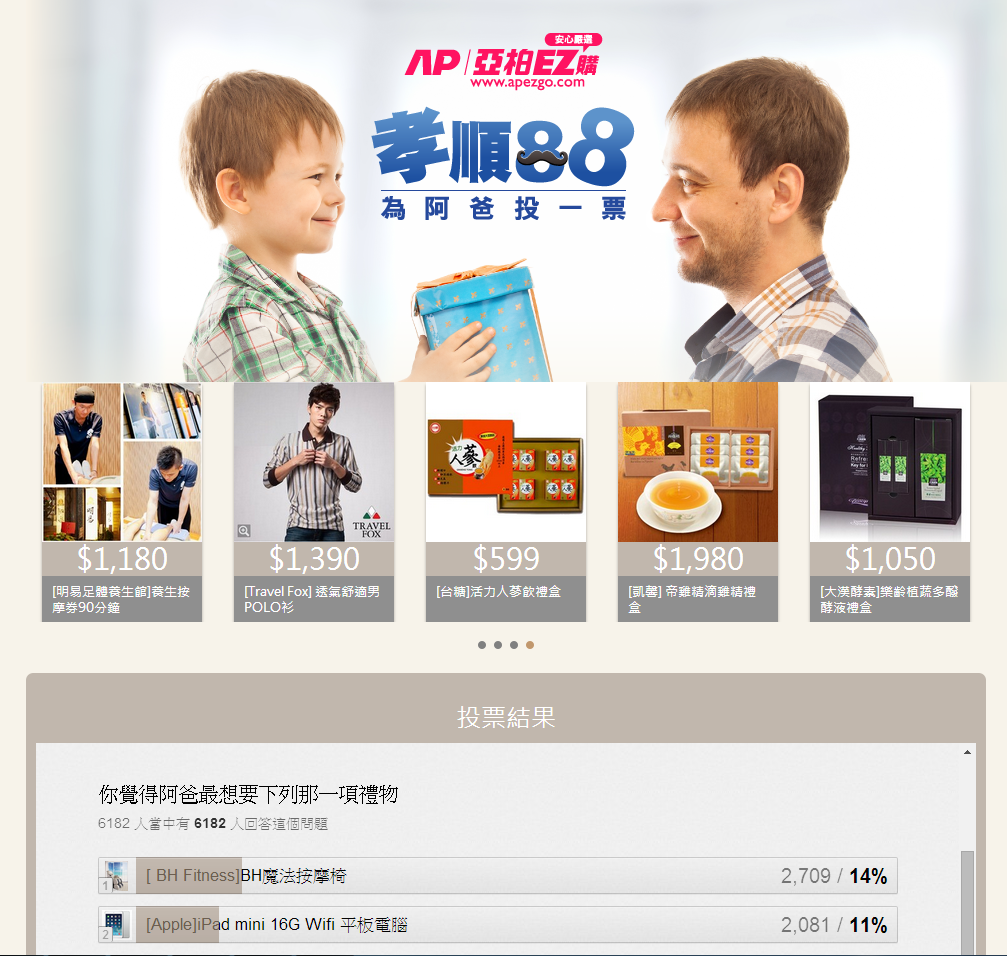 安心嚴選
AP 亞柏EZ購
www.apezgo.com
孝順88
為阿爸投一票
活力
人蔘
明易
TRAVEL
FOX
$1,180
$1,390
$599
$1,980
$1,050
[明易足體養生館]養生按
摩券90分鐘
[Travel Fox] 透氣舒適男
POLO衫
[台糖]活力人蔘飲禮盒
[凱馨] 帝雞精滴雞精禮
盒
[大漢酵素]樂齡植蔬多醱
酵液禮盒
投票結果
你覺得阿爸最想要下列那一項禮物
6182 人當中有 6182 人回答這個問題
1
[ BH Fitness]BH魔法按摩椅
2,709 / 14%
2
[Apple]iPad mini 16G Wifi 平板電腦
2,081 / 11%